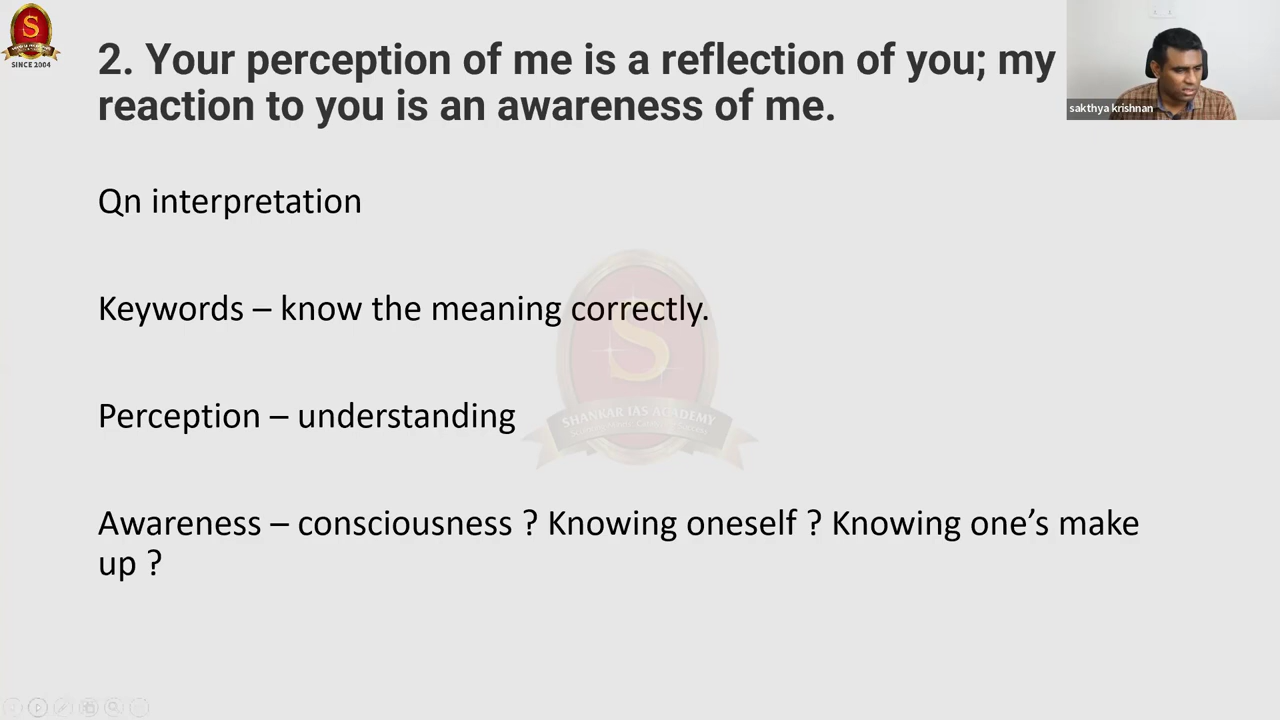 S
SINCE 2004
2. Your perception of me is a reflection of you; my
reaction to you is an awareness of me.
sakthya krishnan
Qn interpretation
Keywords – know the meaning correctly.
S
Perception – understanding
SHANKAR IAS ACADEMY
Awareness – consciousness ? Knowing oneself ? Knowing one’s make
up ?